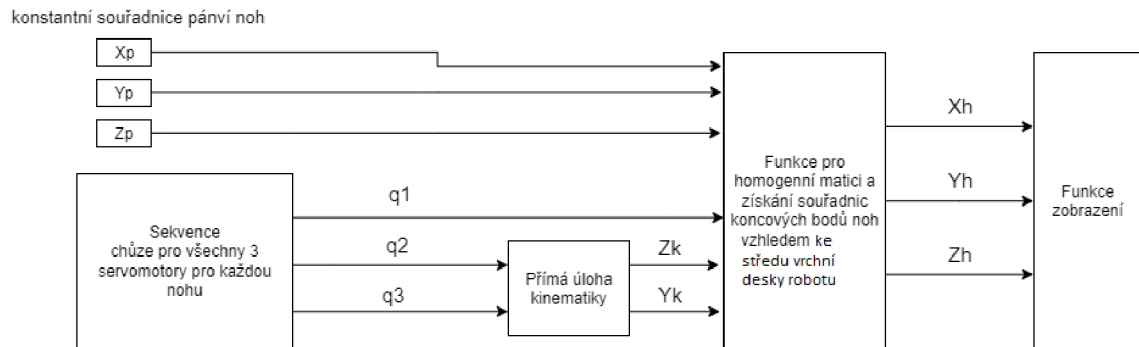 konstantní souřadnice pánví noh
Xp
Yp
Zp
Sekvence
chůze pro všechny 3
servomotory pro každou
nohu
q1
q2
q3
Přímá úloha
kinematiky
Zk
Yk
Funkce pro
homogenní matici a
získání souřadnic
koncových bodů noh
vzhledem ke
středu vrchní
desky robotu
Xh
Yh
Zh
Funkce
zobrazení